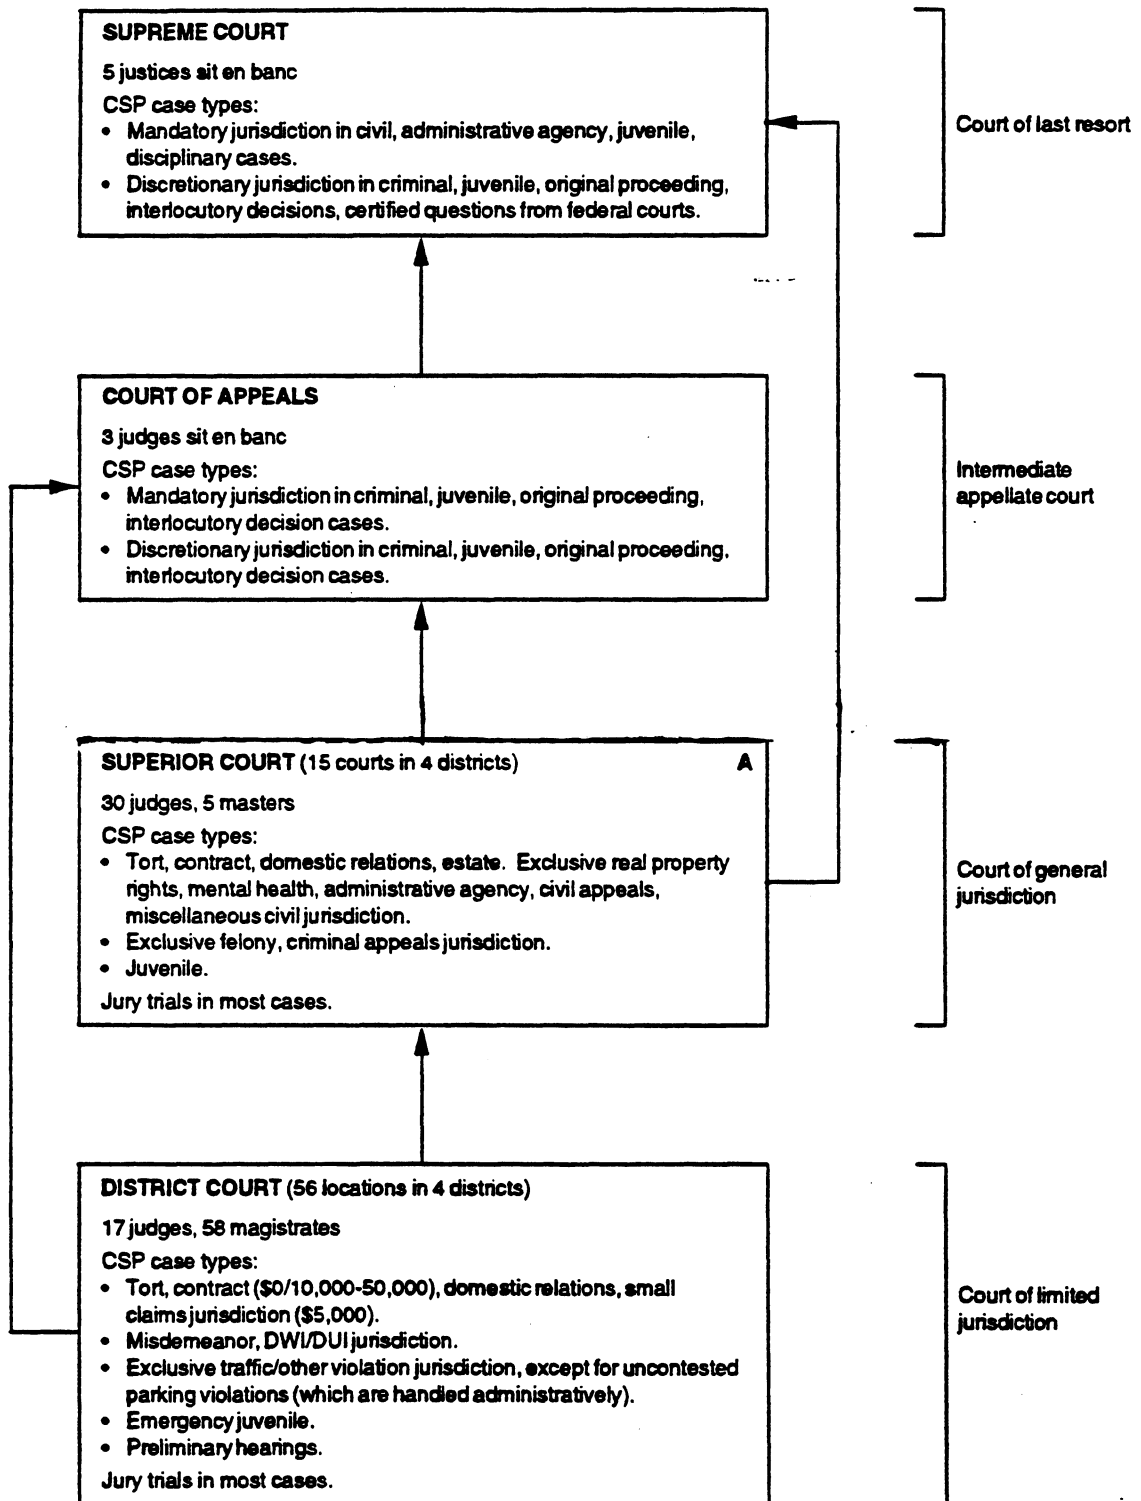 SUPREME COURT
5 justices sit en banc
CSP case types:
• Mandatory jurisdiction in civil, administrative agency, juvenile,
disciplinary cases.
• Discretionary jurisdiction in criminal, juvenile, original proceeding,
interlocutory decisions, certified questions from federal courts.
Court of last resort
COURT OF APPEALS
3 judges sit en banc
CSP case types:
• Mandatory jurisdiction in criminal, juvenile, original proceeding,
interlocutory decision cases.
• Discretionary jurisdiction in criminal, juvenile, original proceeding,
interlocutory decision cases.
Intermediate
appellate court
SUPERIOR COURT (15 courts in 4 districts) A
30 judges, 5 masters
CSP case types:
• Tort, contract, domestic relations, estate. Exclusive real property
rights, mental health, administrative agency, civil appeals,
miscellaneous civil jurisdiction.
• Exclusive felony, criminal appeals jurisdiction.
• Juvenile.
Jury trials in most cases.
Court of general
jurisdiction
DISTRICT COURT (56 locations in 4 districts)
17 judges, 58 magistrates
CSP case types:
• Tort, contract ($0/10,000-50,000), domestic relations, small
claims jurisdiction ($5,000).
• Misdemeanor, DWI/DUI jurisdiction.
• Exclusive traffic/other violation jurisdiction, except for uncontested
parking violations (which are handled administratively).
• Emergency juvenile.
• Preliminary hearings.
Jury trials in most cases.
Court of limited
jurisdiction